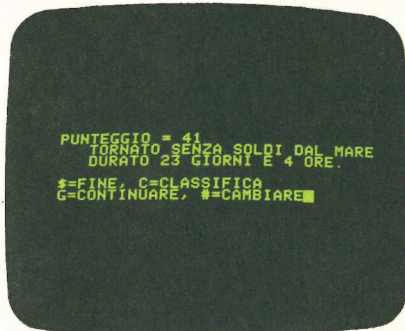 PUNTEGGIO = 41
TORNATO SENZA SOLDI DAL MARE
DURATO 23 GIORNI E 4 ORE.
$=FINE, C=CLASSIFICA
G=CONTINUARE, #=CAMBIARE